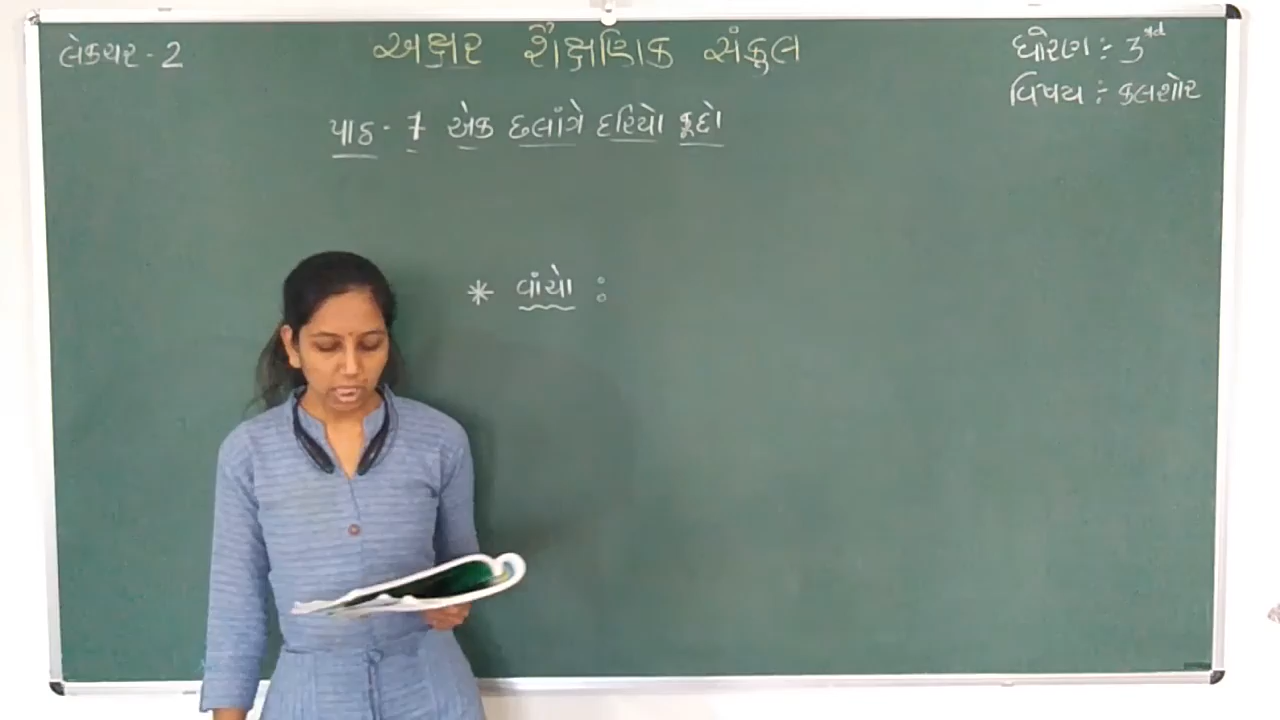 લેક્ચર - 2
અક્ષર શૈક્ષણિક સંકુલ
ધોરણ : 3rd
વિષય : કલશોર
પાઠ - 7 એક છલાંગે દરિયો કૂદો
* વાંચો :